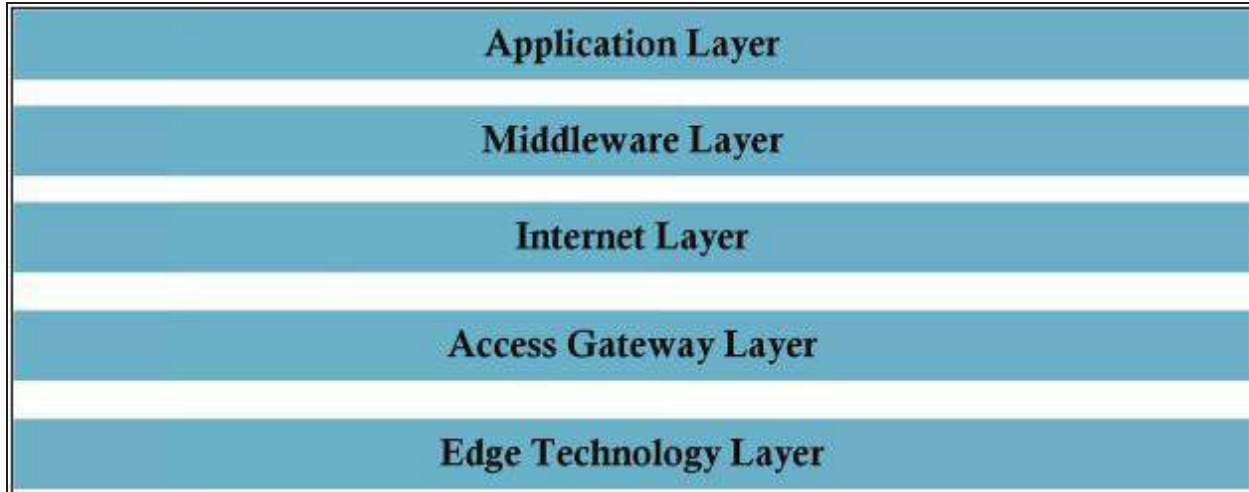 Application Layer
Middleware Layer
Internet Layer
Access Gateway Layer
Edge Technology Layer